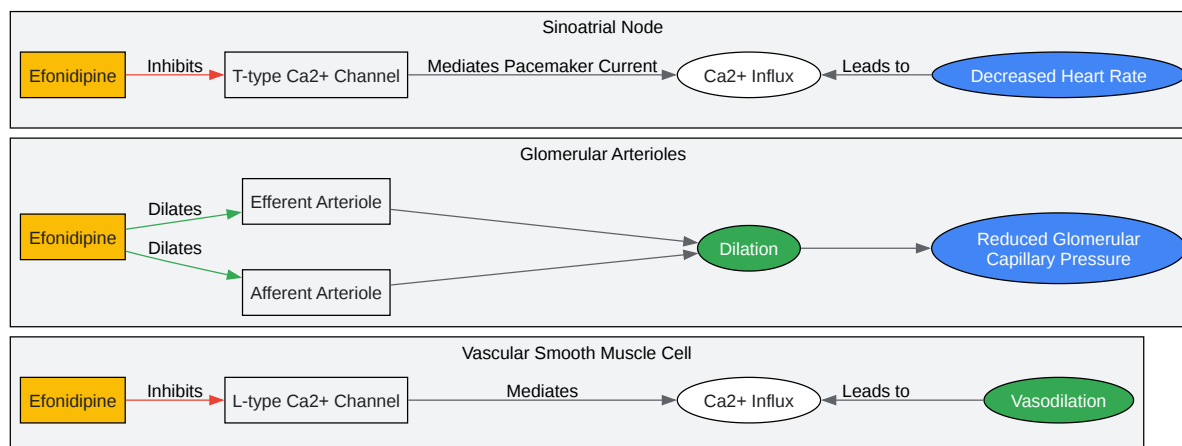 Sinoatrial Node
Efonidipine
Inhibits
T-type Ca2+ Channel
Mediates Pacemaker Current
Ca2+ Influx
Leads to
Decreased Heart Rate
Glomerular Arterioles
Efonidipine
Dilates
Efferent Arteriole
Dilates
Afferent Arteriole
Dilation
Reduced Glomerular
Capillary Pressure
Vascular Smooth Muscle Cell
Efonidipine
Inhibits
L-type Ca2+ Channel
Mediates
Ca2+ Influx
Leads to
Vasodilation